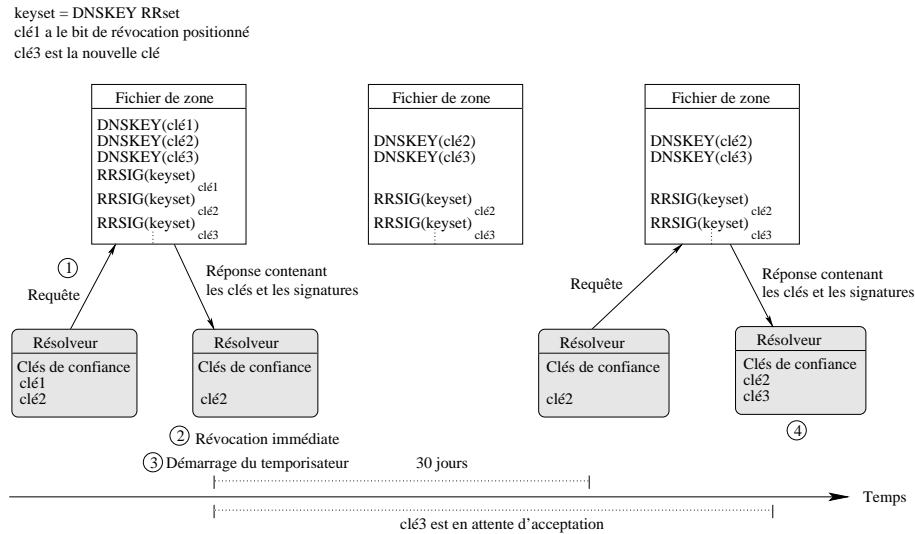 keyset = DNSKEY RRset
clé1 a le bit de révocation positionné
clé3 est la nouvelle clé
Fichier de zone
DNSKEY(clé1)
DNSKEY(clé2)
DNSKEY(clé3)
RRSIG(keyset) clé1
RRSIG(keyset) clé2
RRSIG(keyset) clé3
Fichier de zone
DNSKEY(clé2)
DNSKEY(clé3)
RRSIG(keyset) clé2
RRSIG(keyset) clé3
Fichier de zone
DNSKEY(clé2)
DNSKEY(clé3)
RRSIG(keyset) clé2
RRSIG(keyset) clé3
1
Requête
Réponse contenant
les clés et les signatures
Requête
Réponse contenant
les clés et les signatures
Résolveur
Clés de confiance
clé1
clé2
Résolveur
Clés de confiance
clé2
Résolveur
Clés de confiance
clé2
Résolveur
Clés de confiance
clé2
clé3
2 Révocation immédiate
4
3 Démarrage du temporisateur
30 jours
Temps
clé3 est en attente d'acceptation